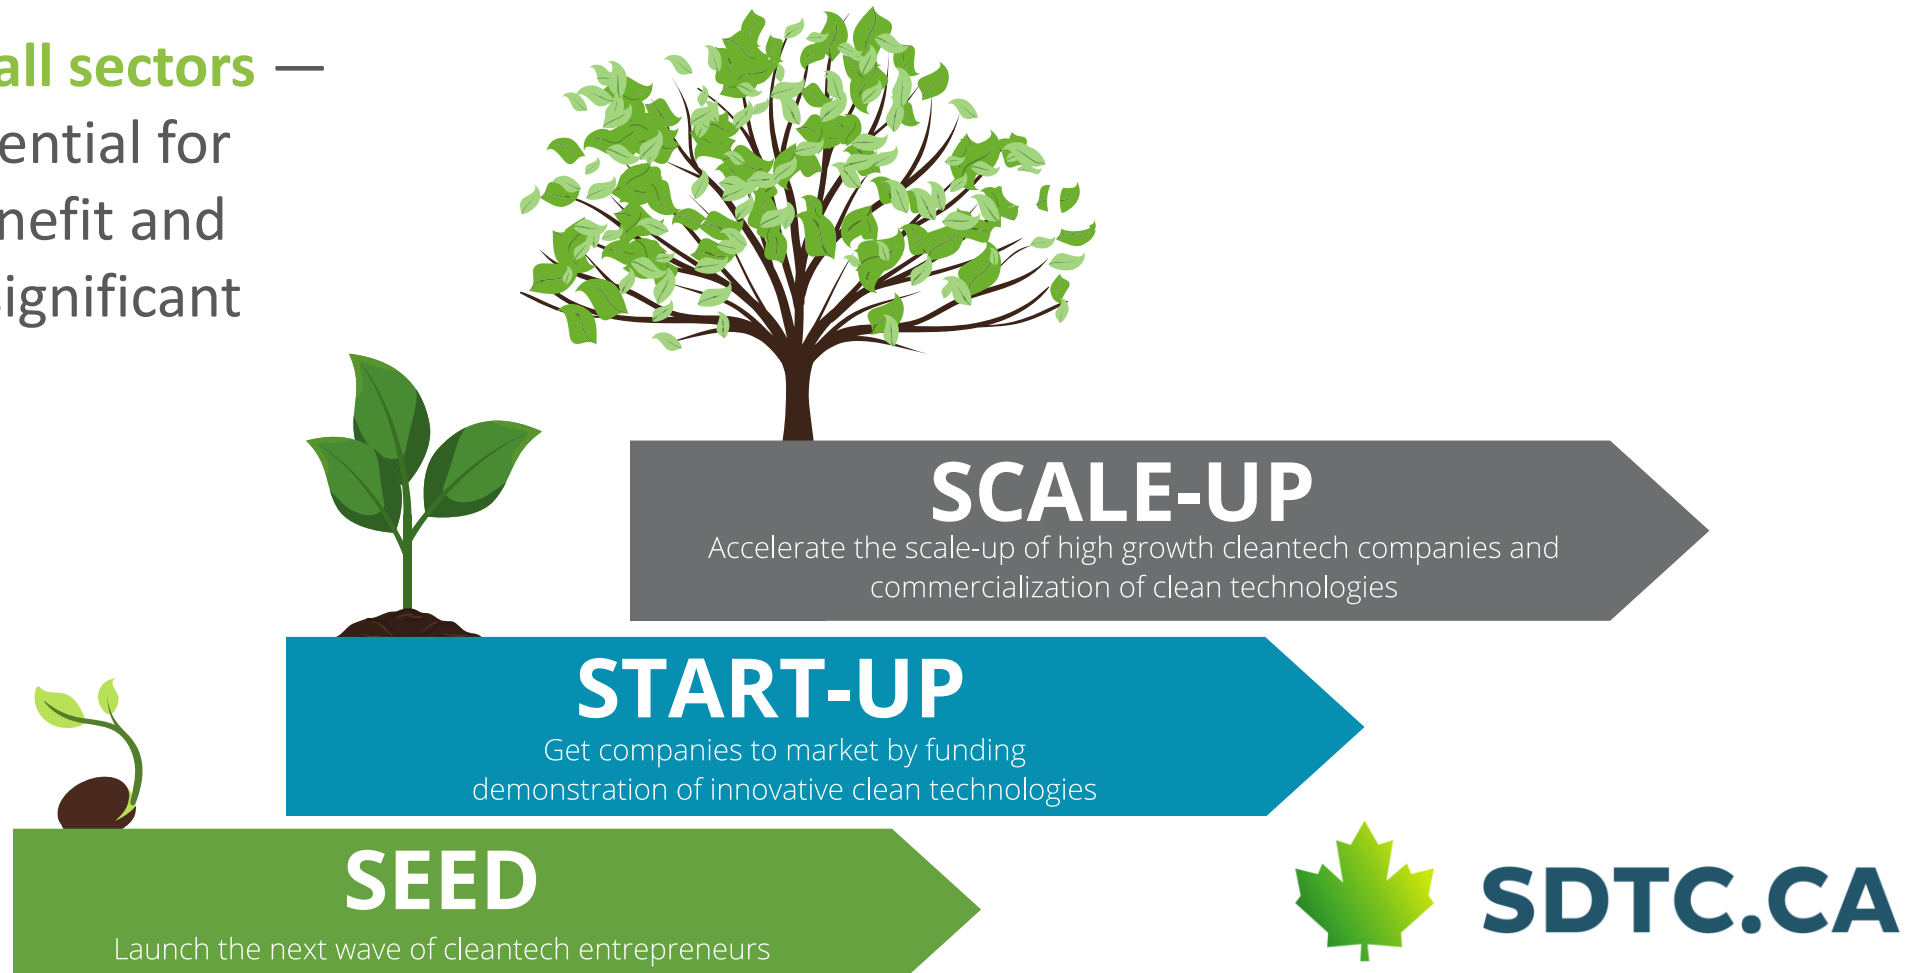 all sectors —
ential for
nefit and
significant
SCALE-UP
Accelerate the scale-up of high growth cleantech companies and
commercialization of clean technologies
START-UP
Get companies to market by funding
demonstration of innovative clean technologies
SEED
Launch the next wave of cleantech entrepreneurs
SDTC.CA